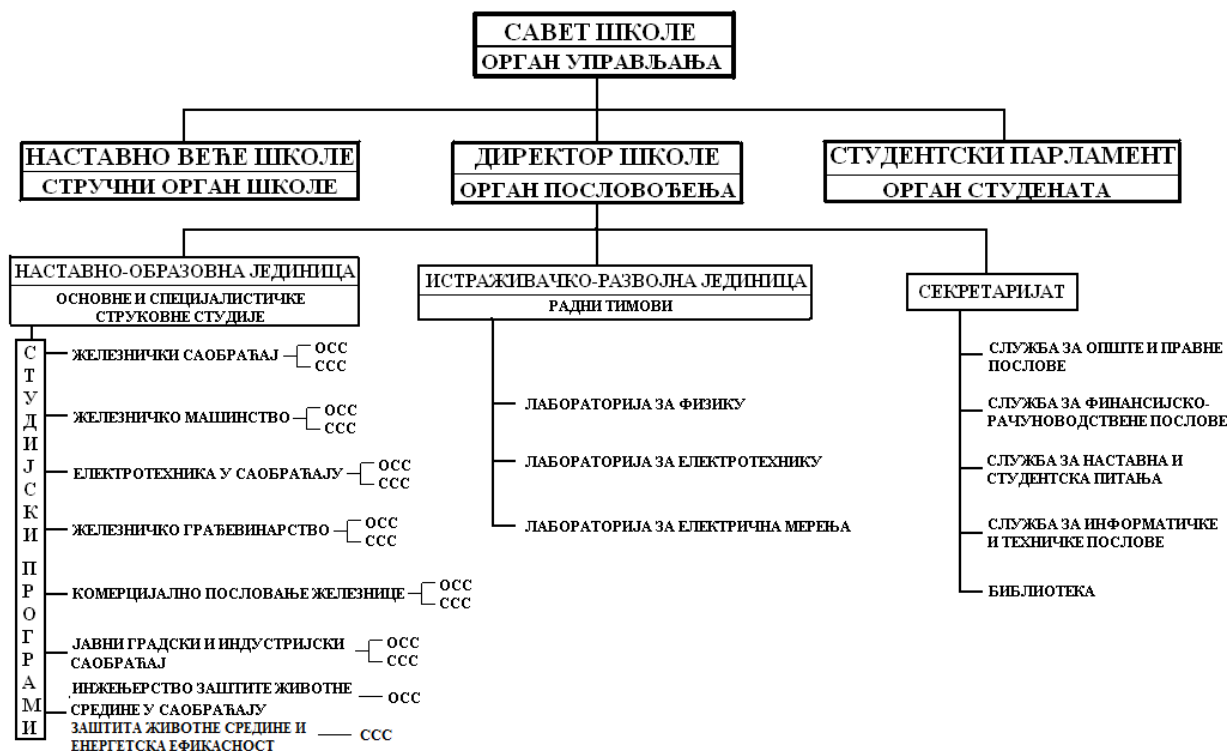 САВЕТ ШКОЛЕ
ОРГАН УПРАВЉАЊА
НАСТАВНО ВЕЋЕ ШКОЛЕ
СТРУЧНИ ОРГАН ШКОЛЕ
ДИРЕКТОР ШКОЛЕ
ОРГАН ПОСЛОВОЂЕЊА
СТУДЕНТСКИ ПАРЛАМЕНТ
ОРГАН СТУДЕНАТА
НАСТАВНО-ОБРАЗОВНА ЈЕДИНИЦА
ОСНОВНЕ И СПЕЦИЈАЛИСТИЧКЕ
СТРУКОВНЕ СТУДИЈЕ
СТУДИЈСКИ ПРОГРАМИ
ЖЕЛЕЗНИЧКИ САОБРАЋАЈ
ОСС
ССС
ЖЕЛЕЗНИЧКО МАШИНСТВО
ОСС
ССС
ЕЛЕКТРОТЕХНИКА У САОБРАЋАЈУ
ОСС
ССС
ЖЕЛЕЗНИЧКО ГРАЂЕВИНАРСТВО
ОСС
ССС
КОМЕРЦИЈАЛНО ПОСЛОВАЊЕ ЖЕЛЕЗНИЦЕ
ОСС
ССС
ЈАВНИ ГРАДСКИ И ИНДУСТРИЈСКИ
САОБРАЋАЈ
ОСС
ССС
ИНЖЕЊЕРСТВО ЗАШТИТЕ ЖИВОТНЕ
СРЕДИНЕ У САОБРАЋАЈУ
ОСС
ЗАШТИТА ЖИВОТНЕ СРЕДИНЕ И
ЕНЕРГЕТСКА ЕФИКАСНОСТ
ССС
ИСТРАЖИВАЧКО-РАЗВОЈНА ЈЕДИНИЦА
РАДНИ ТИМОВИ
ЛАБОРАТОРИЈА ЗА ФИЗИКУ
ЛАБОРАТОРИЈА ЗА ЕЛЕКТРОТЕХНИКУ
ЛАБОРАТОРИЈА ЗА ЕЛЕКТРИЧНА МЕРЕЊА
СЕКРЕТАРИЈАТ
СЛУЖБА ЗА ОПШТЕ И ПРАВНЕ
ПОСЛОВЕ
СЛУЖБА ЗА ФИНАНСИЈСКО-
РАЧУНОВОДСТВЕНЕ ПОСЛОВЕ
СЛУЖБА ЗА НАСТАВНА И
СТУДЕНТСКА ПИТАЊА
СЛУЖБА ЗА ИНФОРМАТИЧКЕ
И ТЕХНИЧКЕ ПОСЛОВЕ
БИБЛИОТЕКА